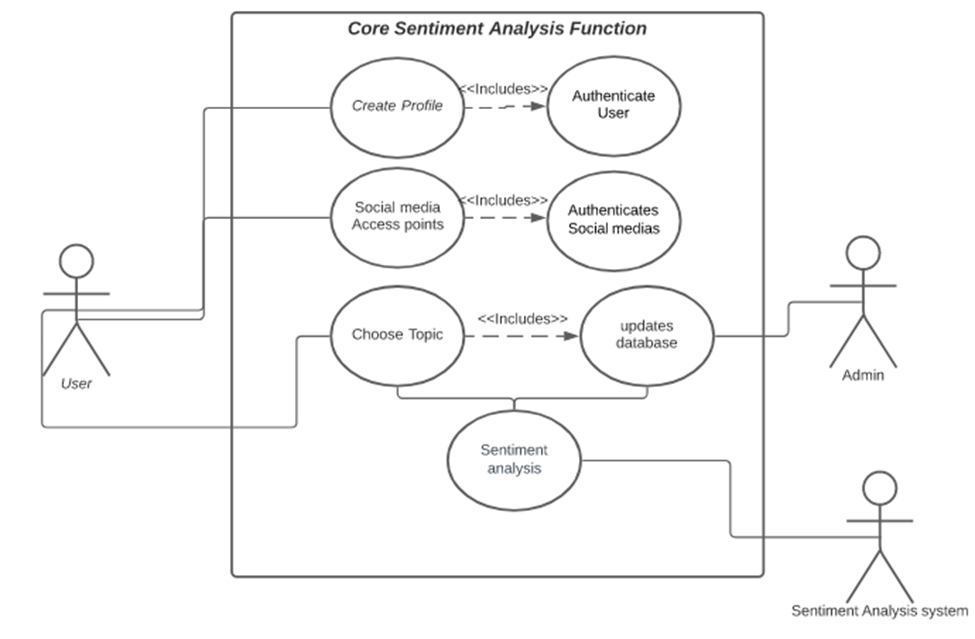 Core Sentiment Analysis Function
Create Profile
<<Includes>>
Authenticate
User
Social media
Access points
<<Includes>>
Authenticates
Social medias
Choose Topic
<<Includes>>
updates
database
User
Admin
Sentiment
analysis
Sentiment Analysis system